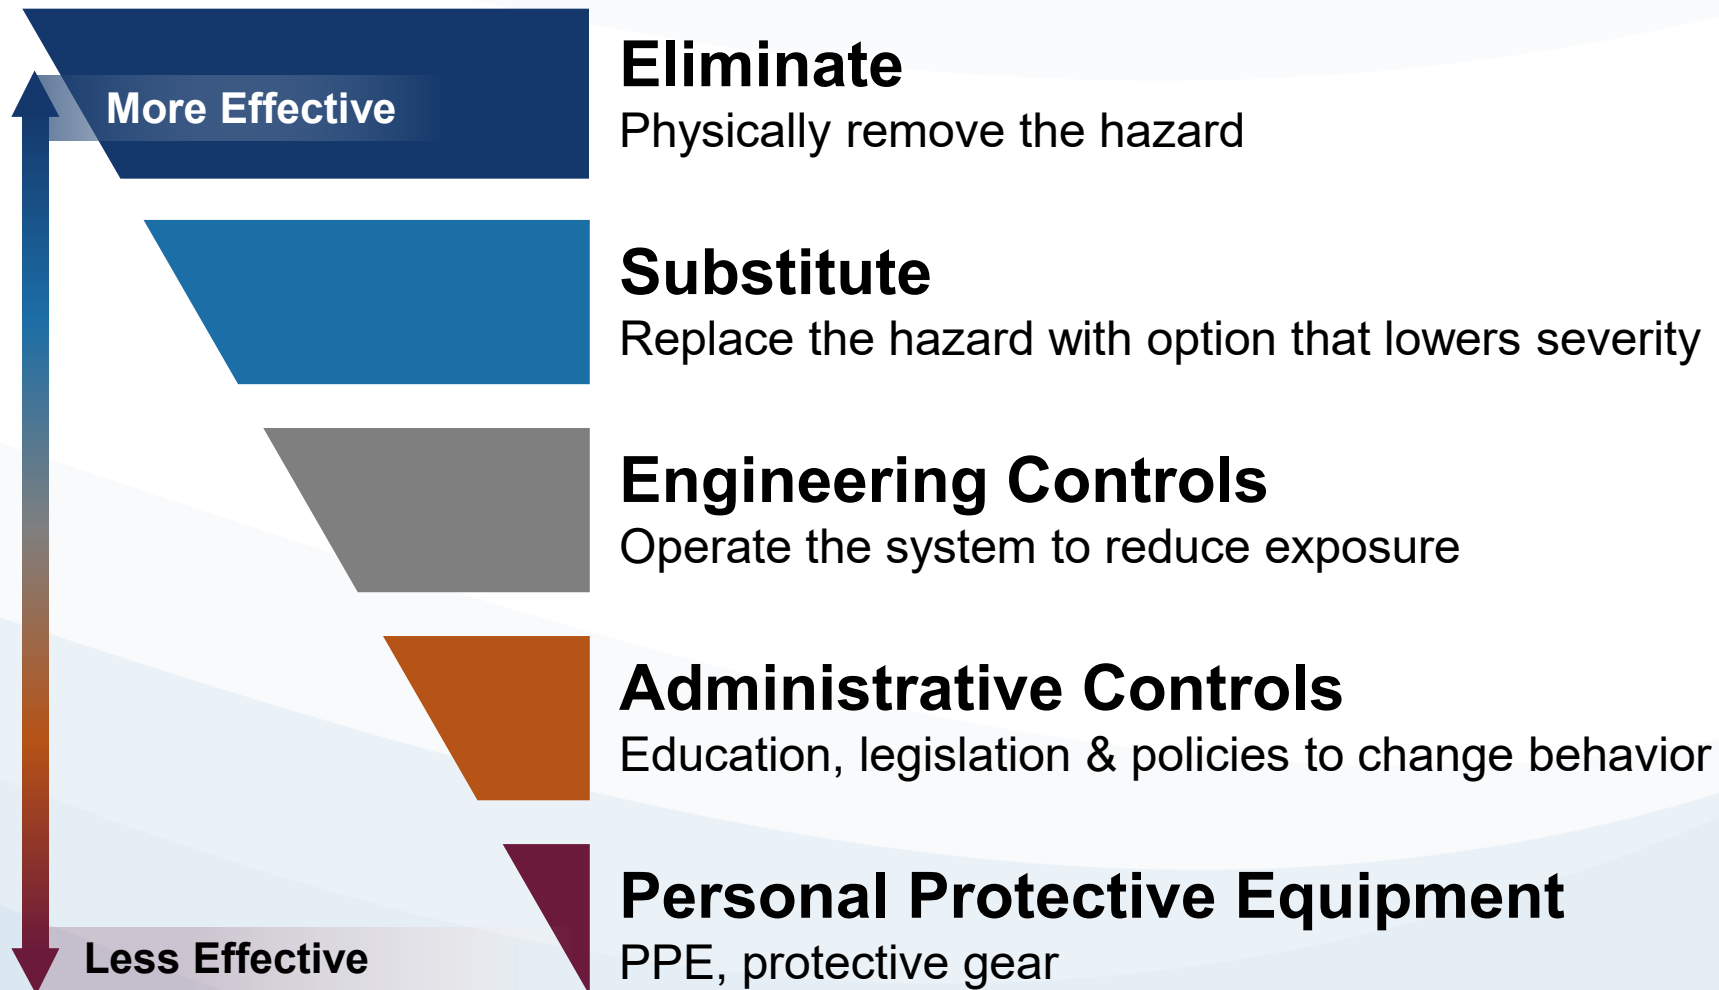 More Effective
Eliminate
Physically remove the hazard
Substitute
Replace the hazard with option that lowers severity
Engineering Controls
Operate the system to reduce exposure
Administrative Controls
Education, legislation & policies to change behavior
Personal Protective Equipment
PPE, protective gear
Less Effective